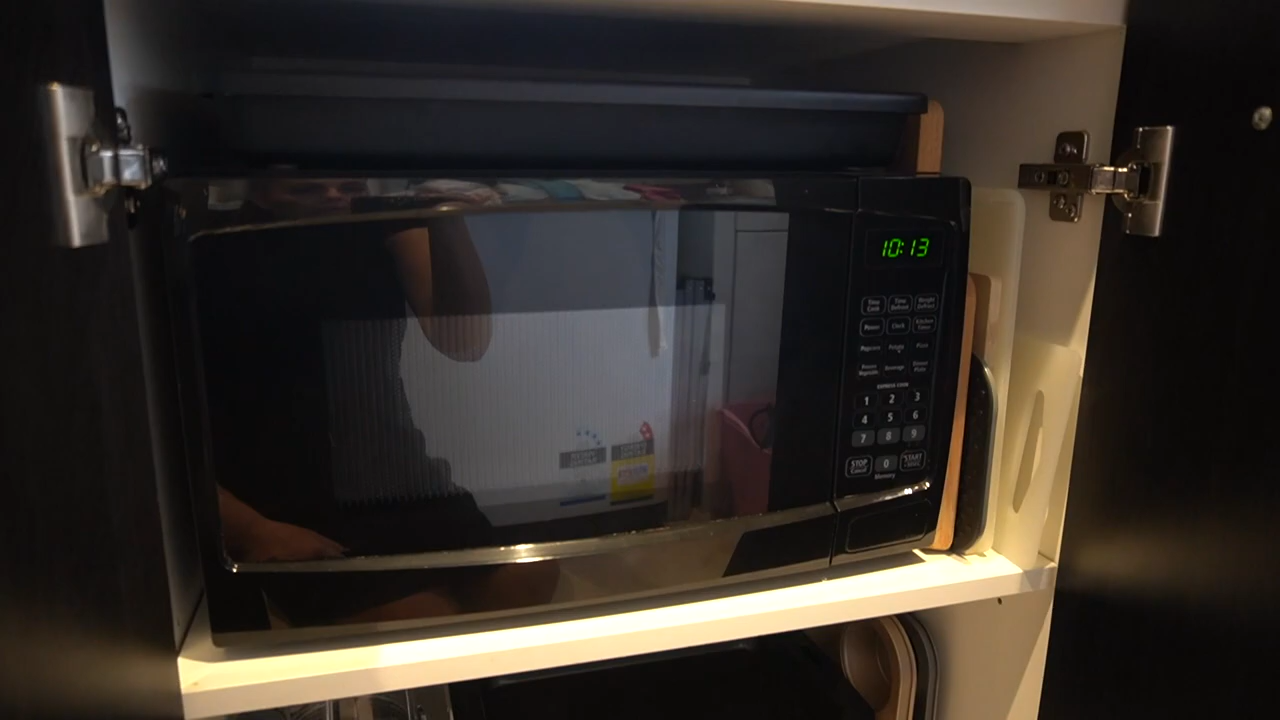 10:13
Time Cook Time Defrost Weight Defrost
Power Clock Kitchen Timer
Popcorn Potato Pizza
Frozen Vegetable Beverage Dinner Plate
EXPRESS COOK
1 2 3
4 5 6
7 8 9
STOP Cancel 0 START
Memory